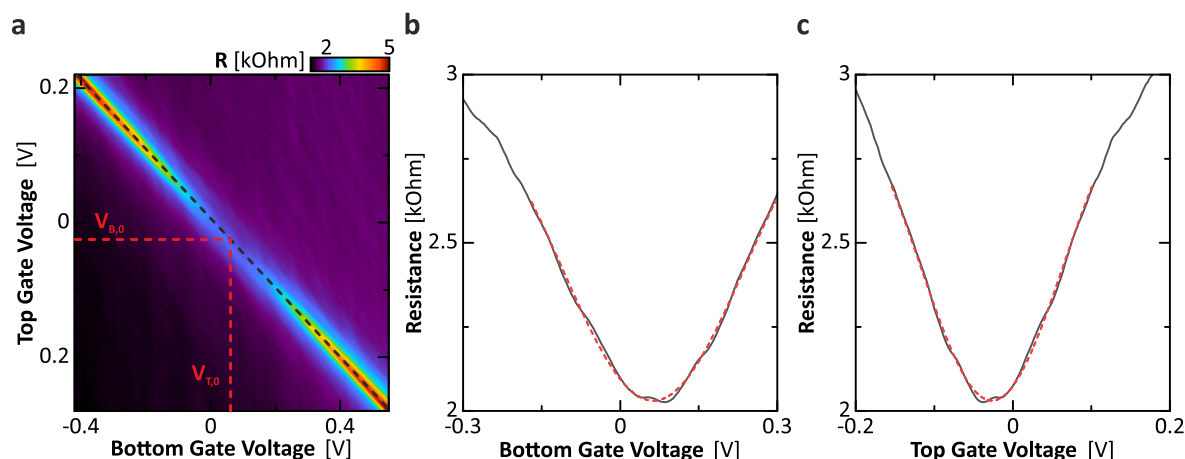 a
R [kOhm]
2
5
0.2
0
0.2
Top Gate Voltage [V]
V_B,0
V_T,0
-0.4
0
0.4
Bottom Gate Voltage [V]
b
3
2.5
2
Resistance [kOhm]
-0.3
0
0.3
Bottom Gate Voltage [V]
c
3
2.5
2
Resistance [kOhm]
-0.2
0
0.2
Top Gate Voltage [V]